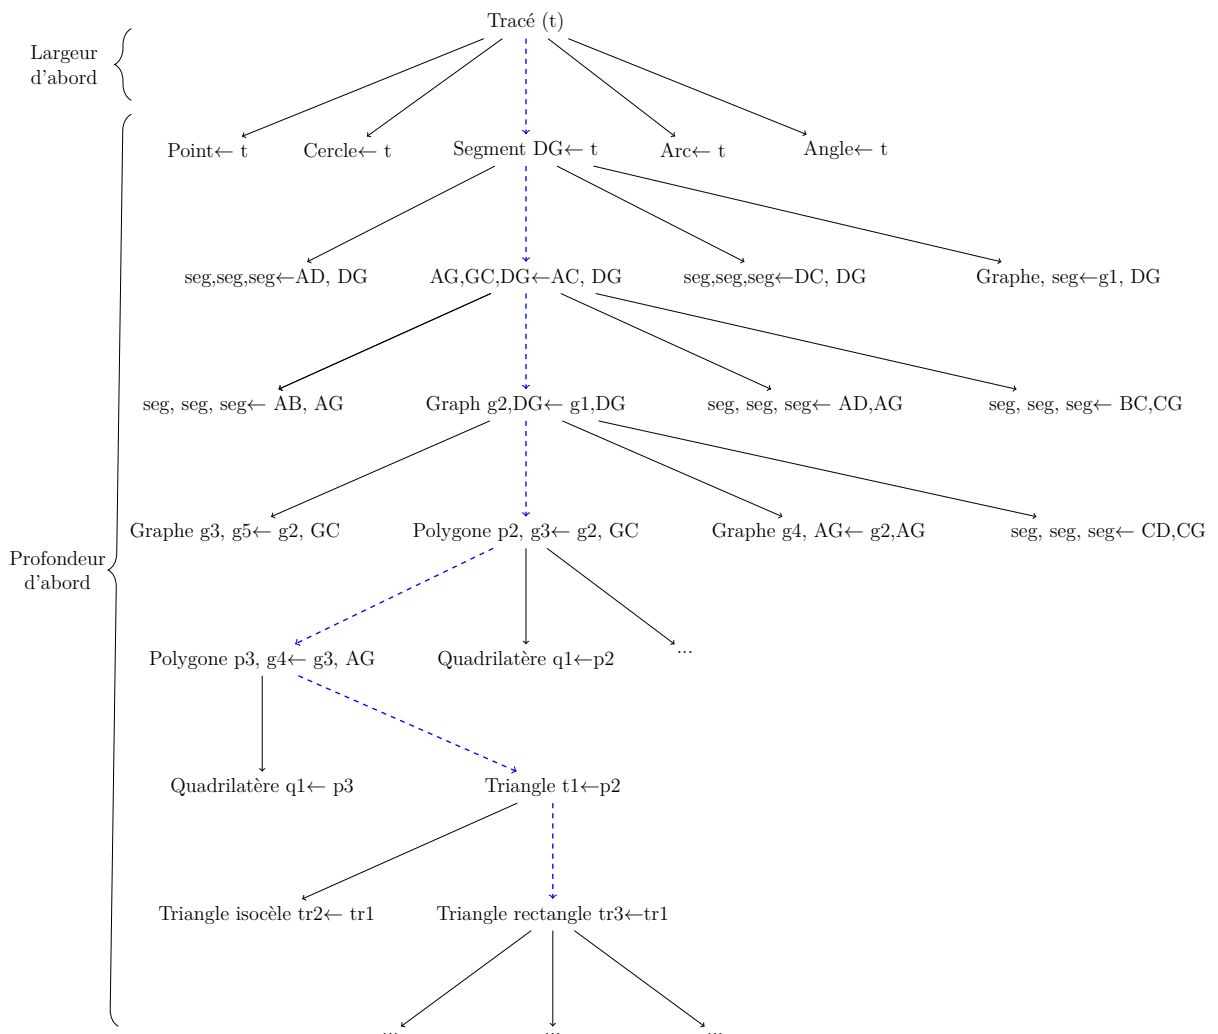 Tracé (t)
Largeur
d'abord
Point← t
Cercle← t
Segment DG← t
Arc← t
Angle← t
seg,seg,seg←AD, DG
AG,GC,DG←AC, DG
seg,seg,seg←DC, DG
Graphe, seg←g1, DG
seg, seg, seg← AB, AG
Graph g2,DG← g1,DG
seg, seg, seg← AD,AG
seg, seg, seg← BC,CG
Graphe g3, g5← g2, GC
Polygone p2, g3← g2, GC
Graphe g4, AG← g2,AG
seg, seg, seg← CD,CG
Profondeur
d'abord
Polygone p3, g4← g3, AG
Quadrilatère q1←p2
...
Quadrilatère q1← p3
Triangle t1←p2
Triangle isocèle tr2← tr1
Triangle rectangle tr3←tr1
...
...
...